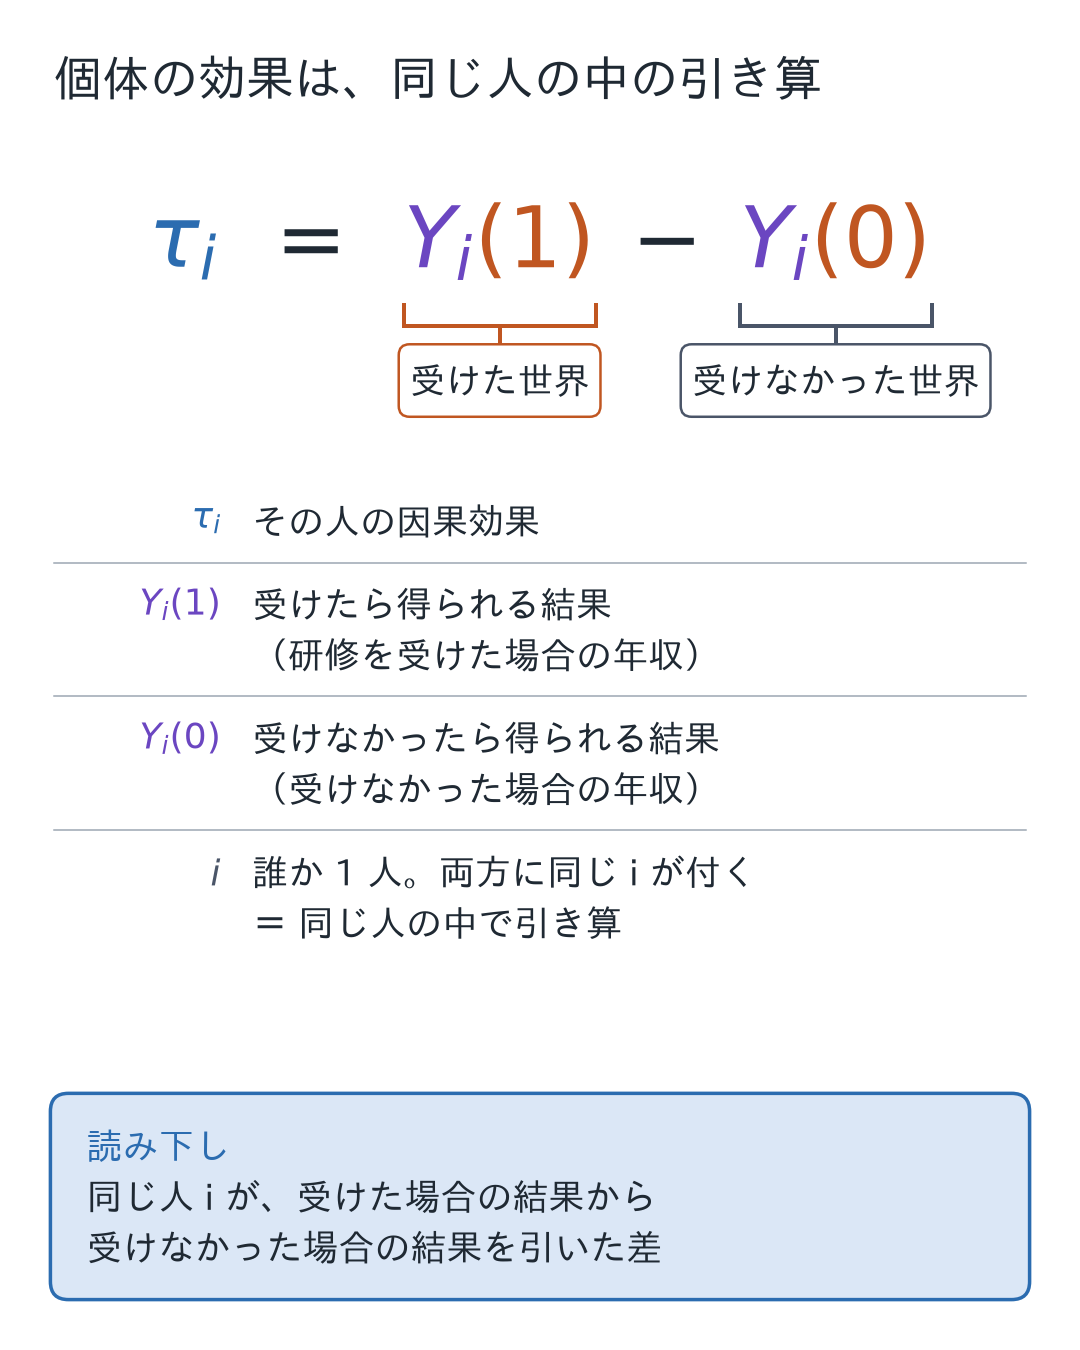 個体の効果は、同じ人の中の引き算
τi = Yi(1) − Yi(0)
受けた世界 受けなかった世界
τi その人の因果効果
Yi(1) 受けたら得られる結果
（研修を受けた場合の年収）
Yi(0) 受けなかったら得られる結果
（受けなかった場合の年収）
i 誰か 1 人。両方に同じ i が付く
= 同じ人の中で引き算
読み下し
同じ人 i が、受けた場合の結果から
受けなかった場合の結果を引いた差